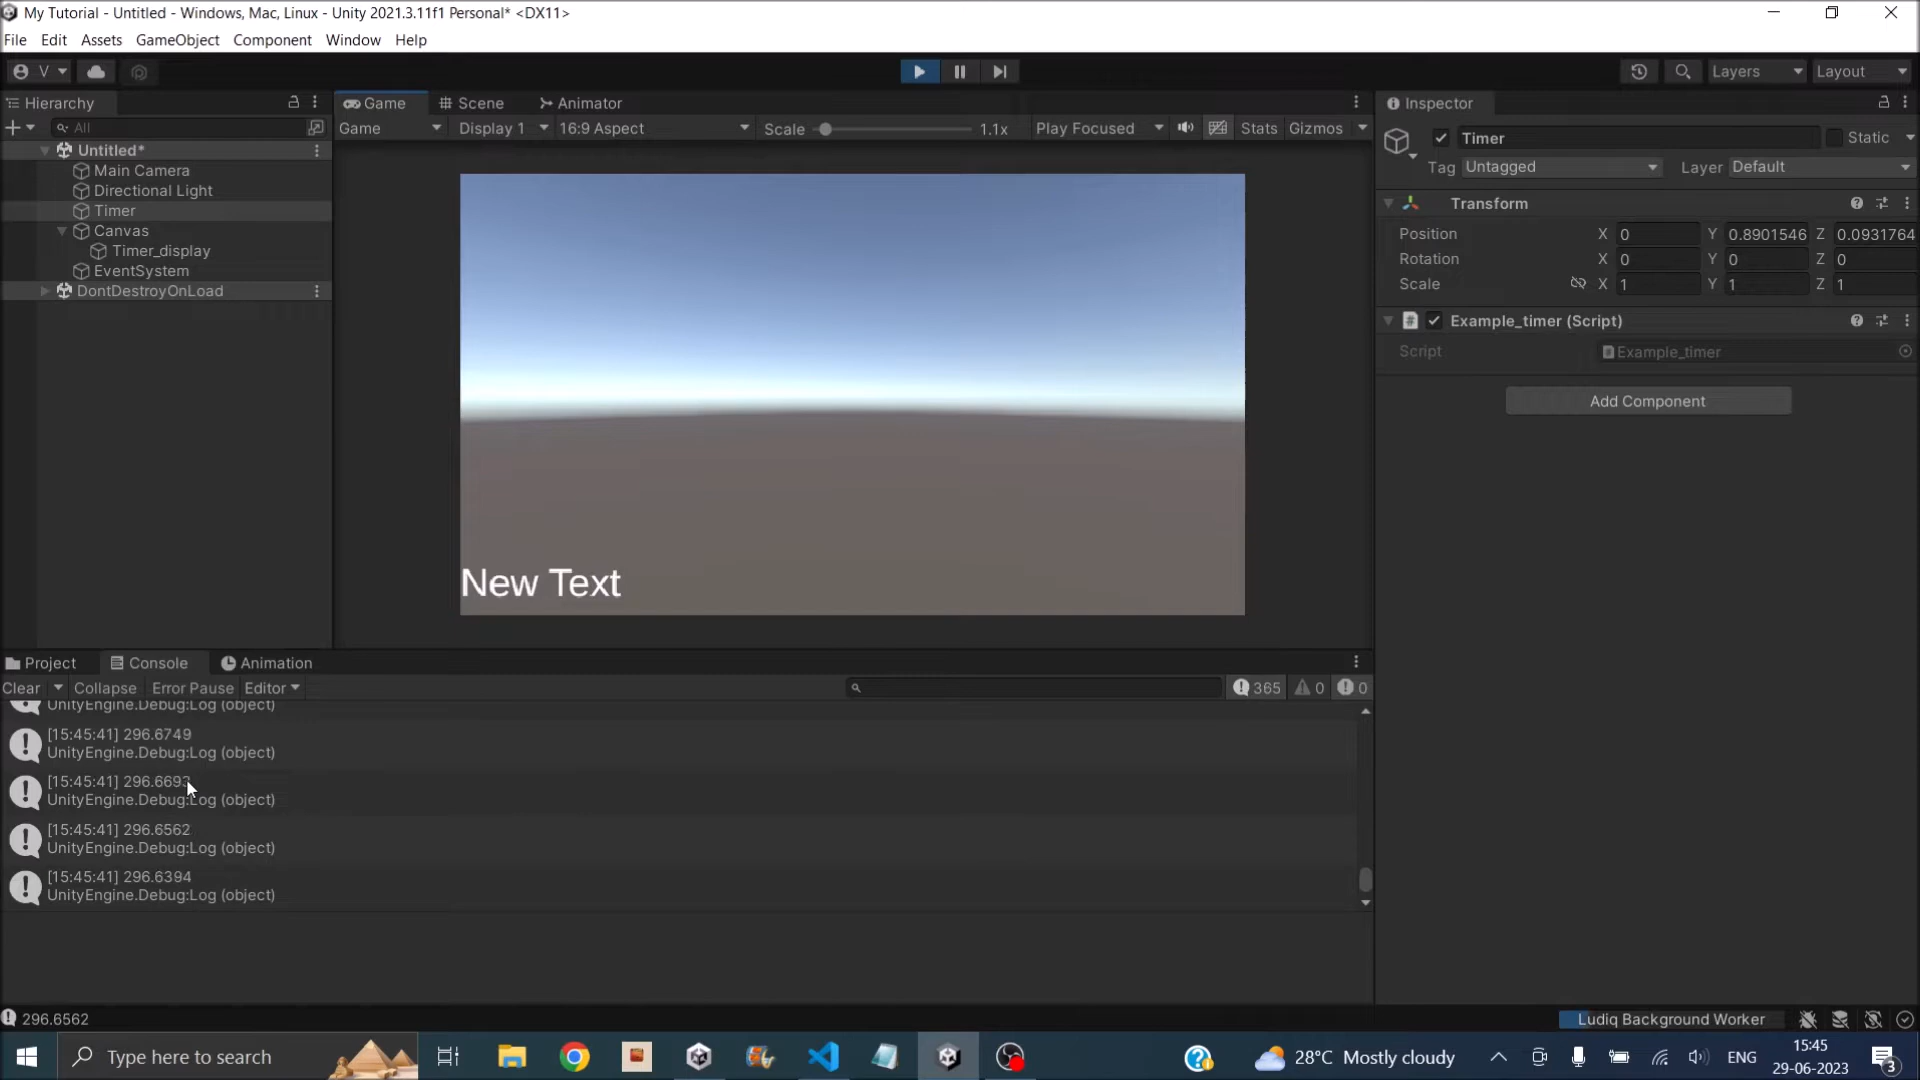 My Tutorial - Untitled - Windows, Mac, Linux - Unity 2021.3.11f1 Personal* <DX11>
File Edit Assets GameObject Component Window Help
V Layers Layout
Hierarchy
All
Untitled*
Main Camera
Directional Light
Timer
Canvas
Timer_display
EventSystem
DontDestroyOnLoad
Game Scene Animator
Game Display 1 16:9 Aspect Scale 1.1x Play Focused Stats Gizmos
New Text
Inspector
Timer Static
Tag Untagged Layer Default
Transform
Position X 0 Y 0.8901546 Z 0.0931764
Rotation X 0 Y 0 Z 0
Scale X 1 Y 1 Z 1
Example_timer (Script)
Script Example_timer
Add Component
Project Console Animation
Clear Collapse Error Pause Editor 365 0 0
UnityEngine.Debug:Log (object)
[15:45:41] 296.6749
UnityEngine.Debug:Log (object)
[15:45:41] 296.6693
UnityEngine.Debug:Log (object)
[15:45:41] 296.6562
UnityEngine.Debug:Log (object)
[15:45:41] 296.6394
UnityEngine.Debug:Log (object)
296.6562 Ludiq Background Worker
Type here to search
28°C Mostly cloudy
ENG
15:45
29-06-2023
3